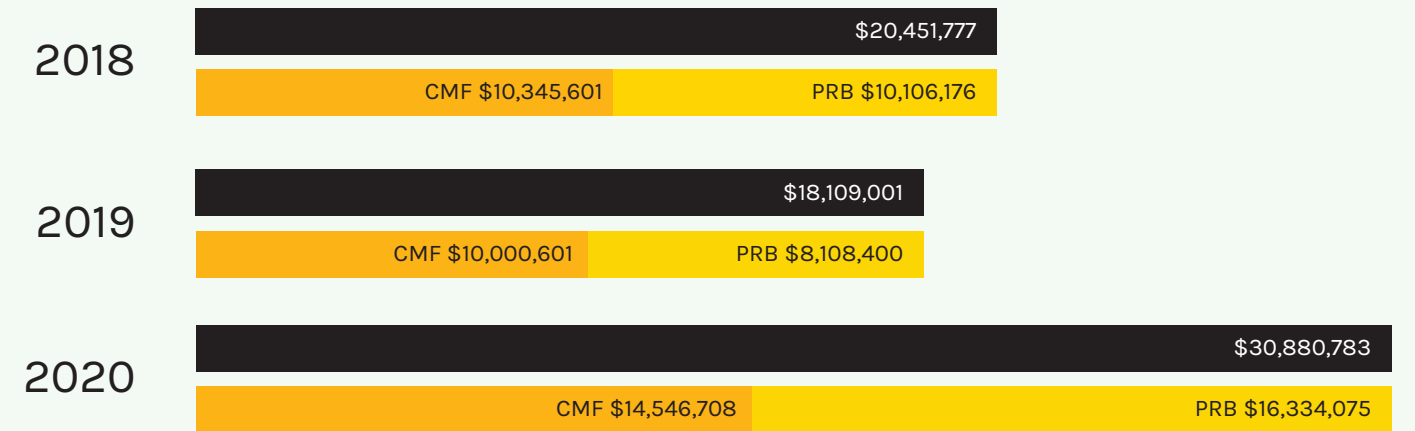 2018
$20,451,777
CMF $10,345,601 PRB $10,106,176
2019
$18,109,001
CMF $10,000,601 PRB $8,108,400
2020
$30,880,783
CMF $14,546,708 PRB $16,334,075